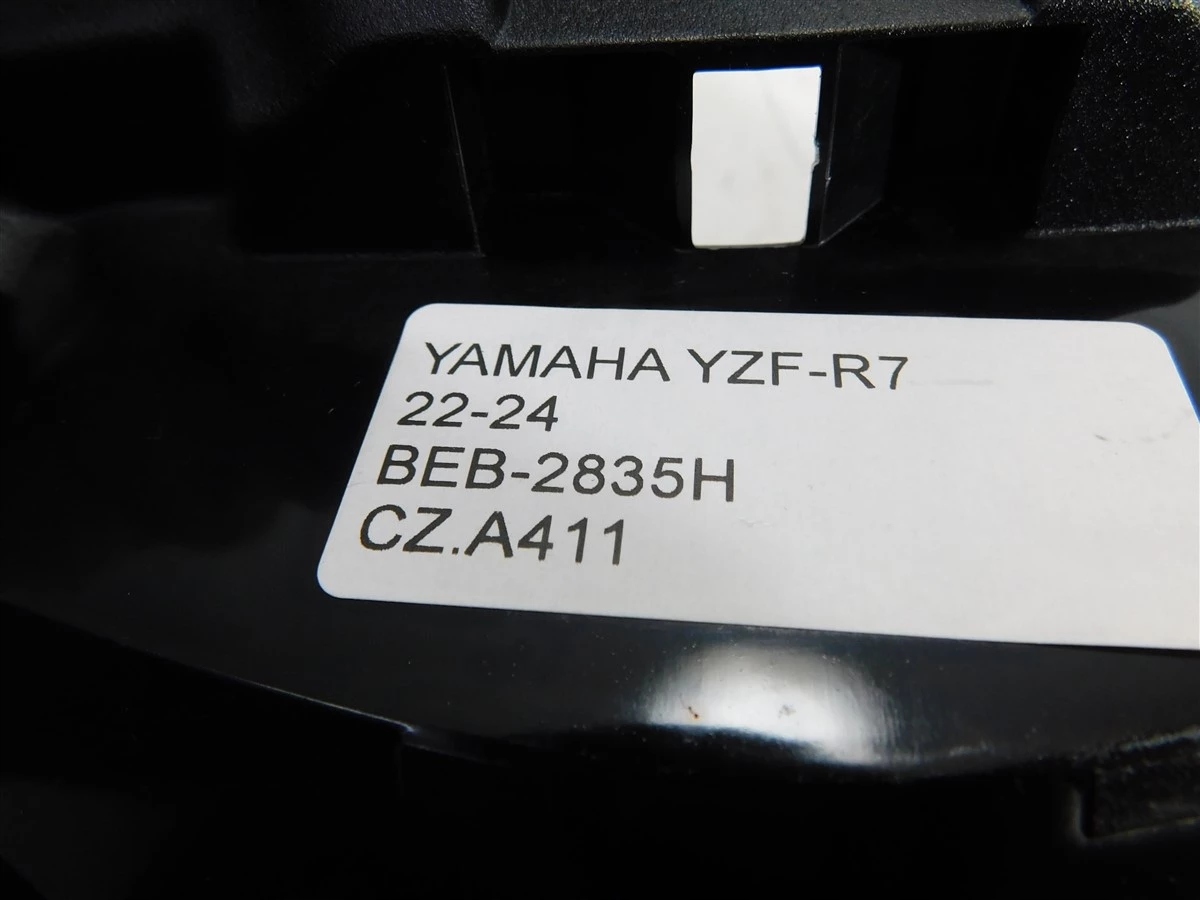 YAMAHA YZF-R7
22-24
BEB-2835H
CZ.A411